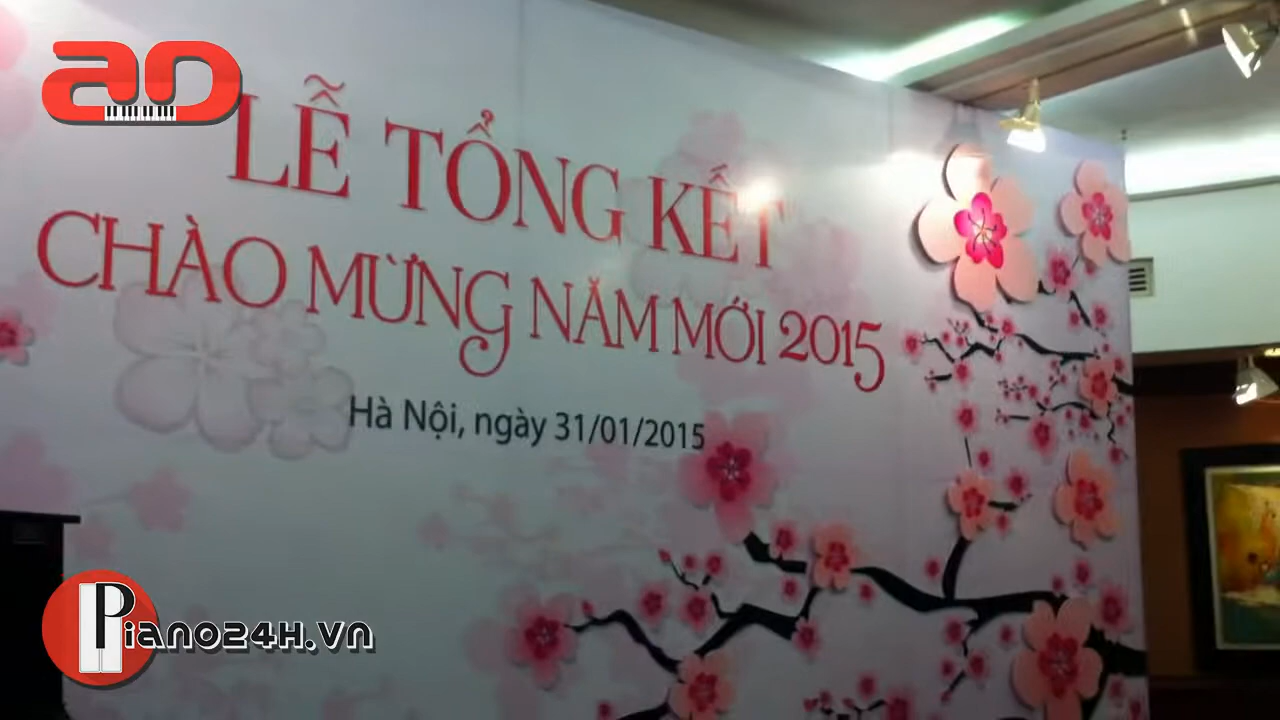 aD
LỄ TỔNG KẾT
CHÀO MỪNG NĂM MỚI 2015
Hà Nội, ngày 31/01/2015
Piano24H.vn